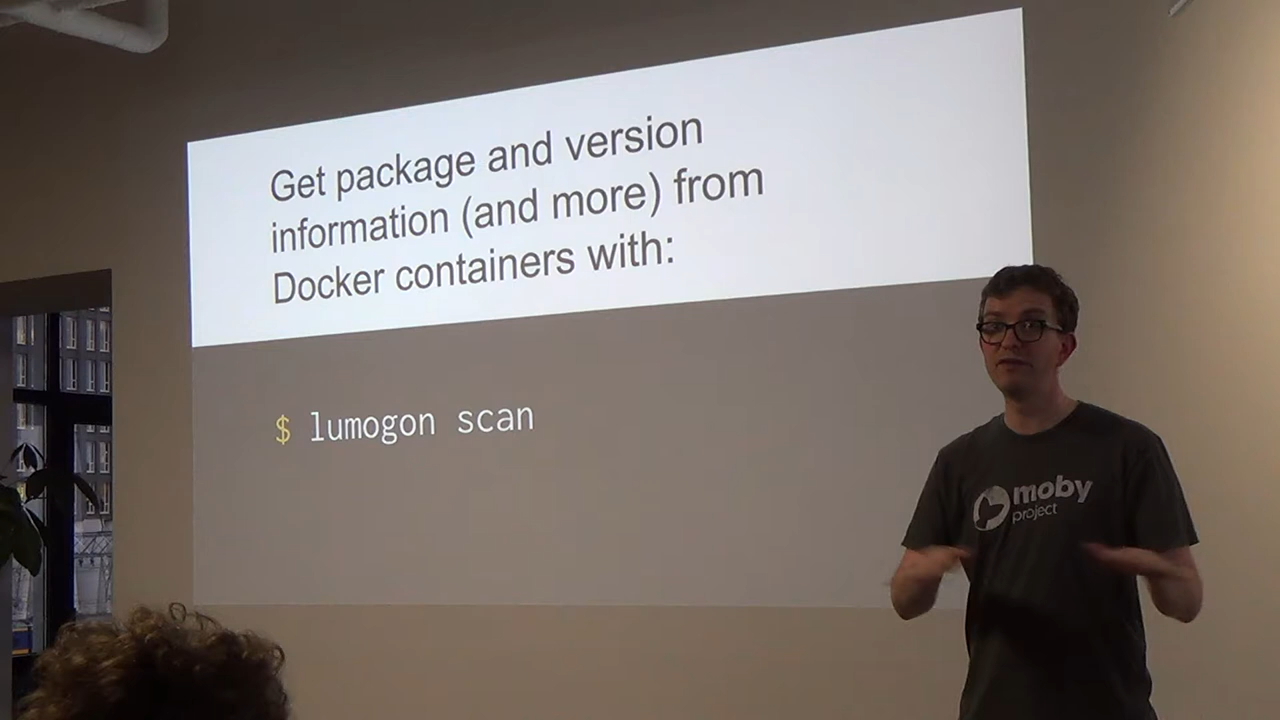 Get package and version
information (and more) from
Docker containers with:
$ lumogon scan
moby
project